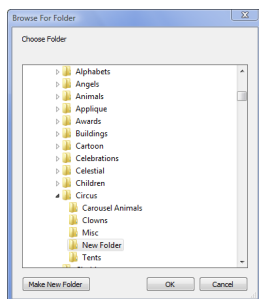 Browse For Folder
Choose Folder
Alphabets
Angels
Animals
Applique
Awards
Buildings
Cartoon
Celebrations
Celestial
Children
Circus
Carousel Animals
Clowns
Misc
New Folder
Tents
Make New Folder
OK
Cancel